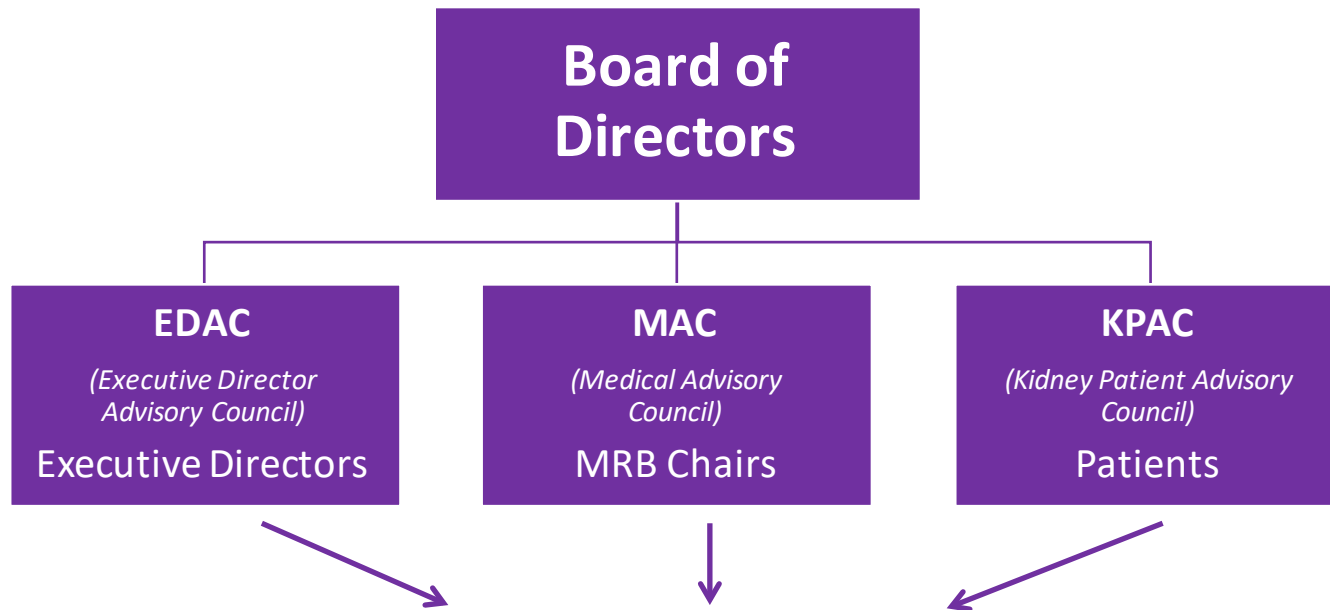 Board of
Directors
EDAC
(Executive Director
Advisory Council)
Executive Directors
MAC
(Medical Advisory
Council)
MRB Chairs
KPAC
(Kidney Patient Advisory
Council)
Patients